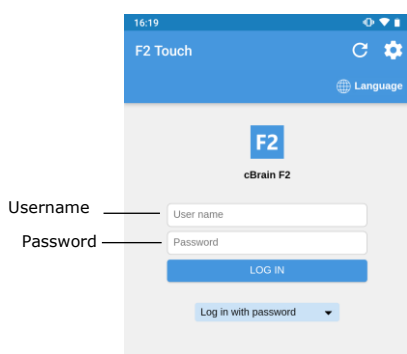 16:19
F2 Touch
Language
F2
cBrain F2
Username
User name
Password
Password
LOG IN
Log in with password